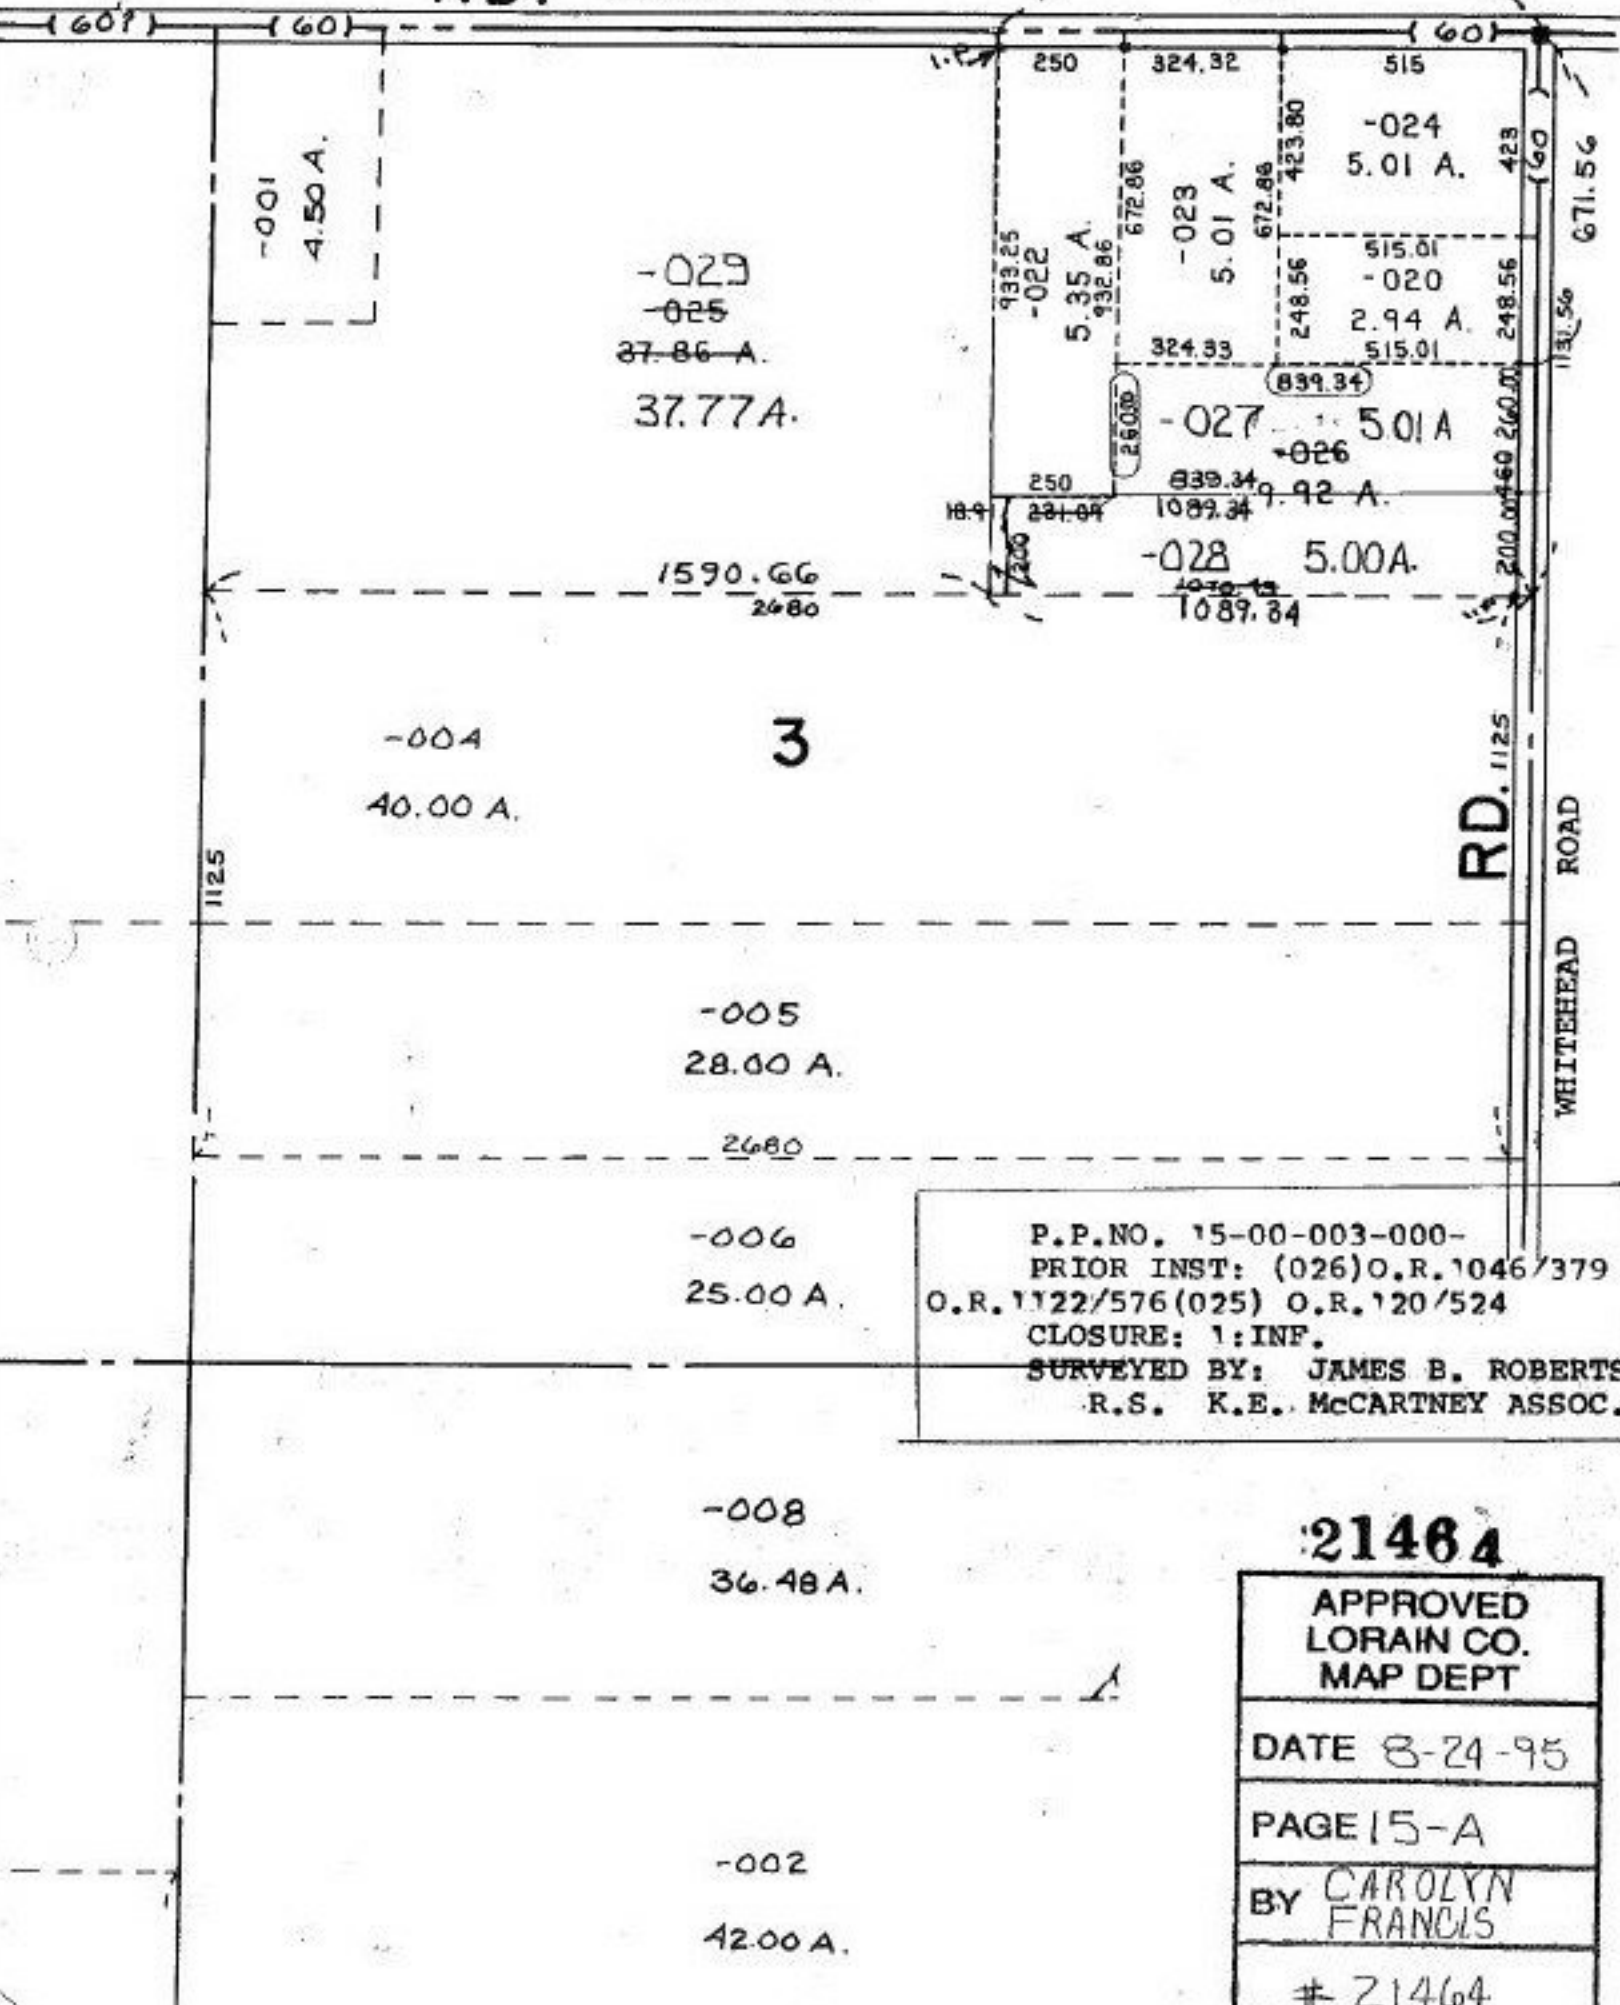 (60?)
(60)
(60)
I.P.
250
324.32
515
-001
4.50 A.
933.25
-022
5.35 A.
932.86
672.86
-023
5.01 A.
672.86
423.80
-024
5.01 A.
423
(60)
671.56
515.01
-020
2.94 A.
248.56
248.56
515.01
1131.56
324.33
-029
-025
37.86 A.
37.77A.
839.34
260.00
-027 5.01A
-026
9.92 A.
839.34
1089.34
260.00
460
200.00
250
18.91
231.09
200
-028 5.00A.
1590.66
2680
1089.34
-004
40.00 A.
3
RD.
1125
1125
WHITEHEAD ROAD
-005
28.00 A.
2680
-006
25.00 A.
P.P.NO. 15-00-003-000-
PRIOR INST: (026)O.R.1046/379
O.R.1122/576(025) O.R.120/524
CLOSURE: 1:INF.
SURVEYED BY: JAMES B. ROBERTS
R.S. K.E. McCARTNEY ASSOC.
-008
36.48A.
21464
APPROVED
LORAIN CO.
MAP DEPT
DATE 8-24-95
PAGE 15-A
BY CAROLYN
FRANCIS
# 21464
-002
42.00 A.